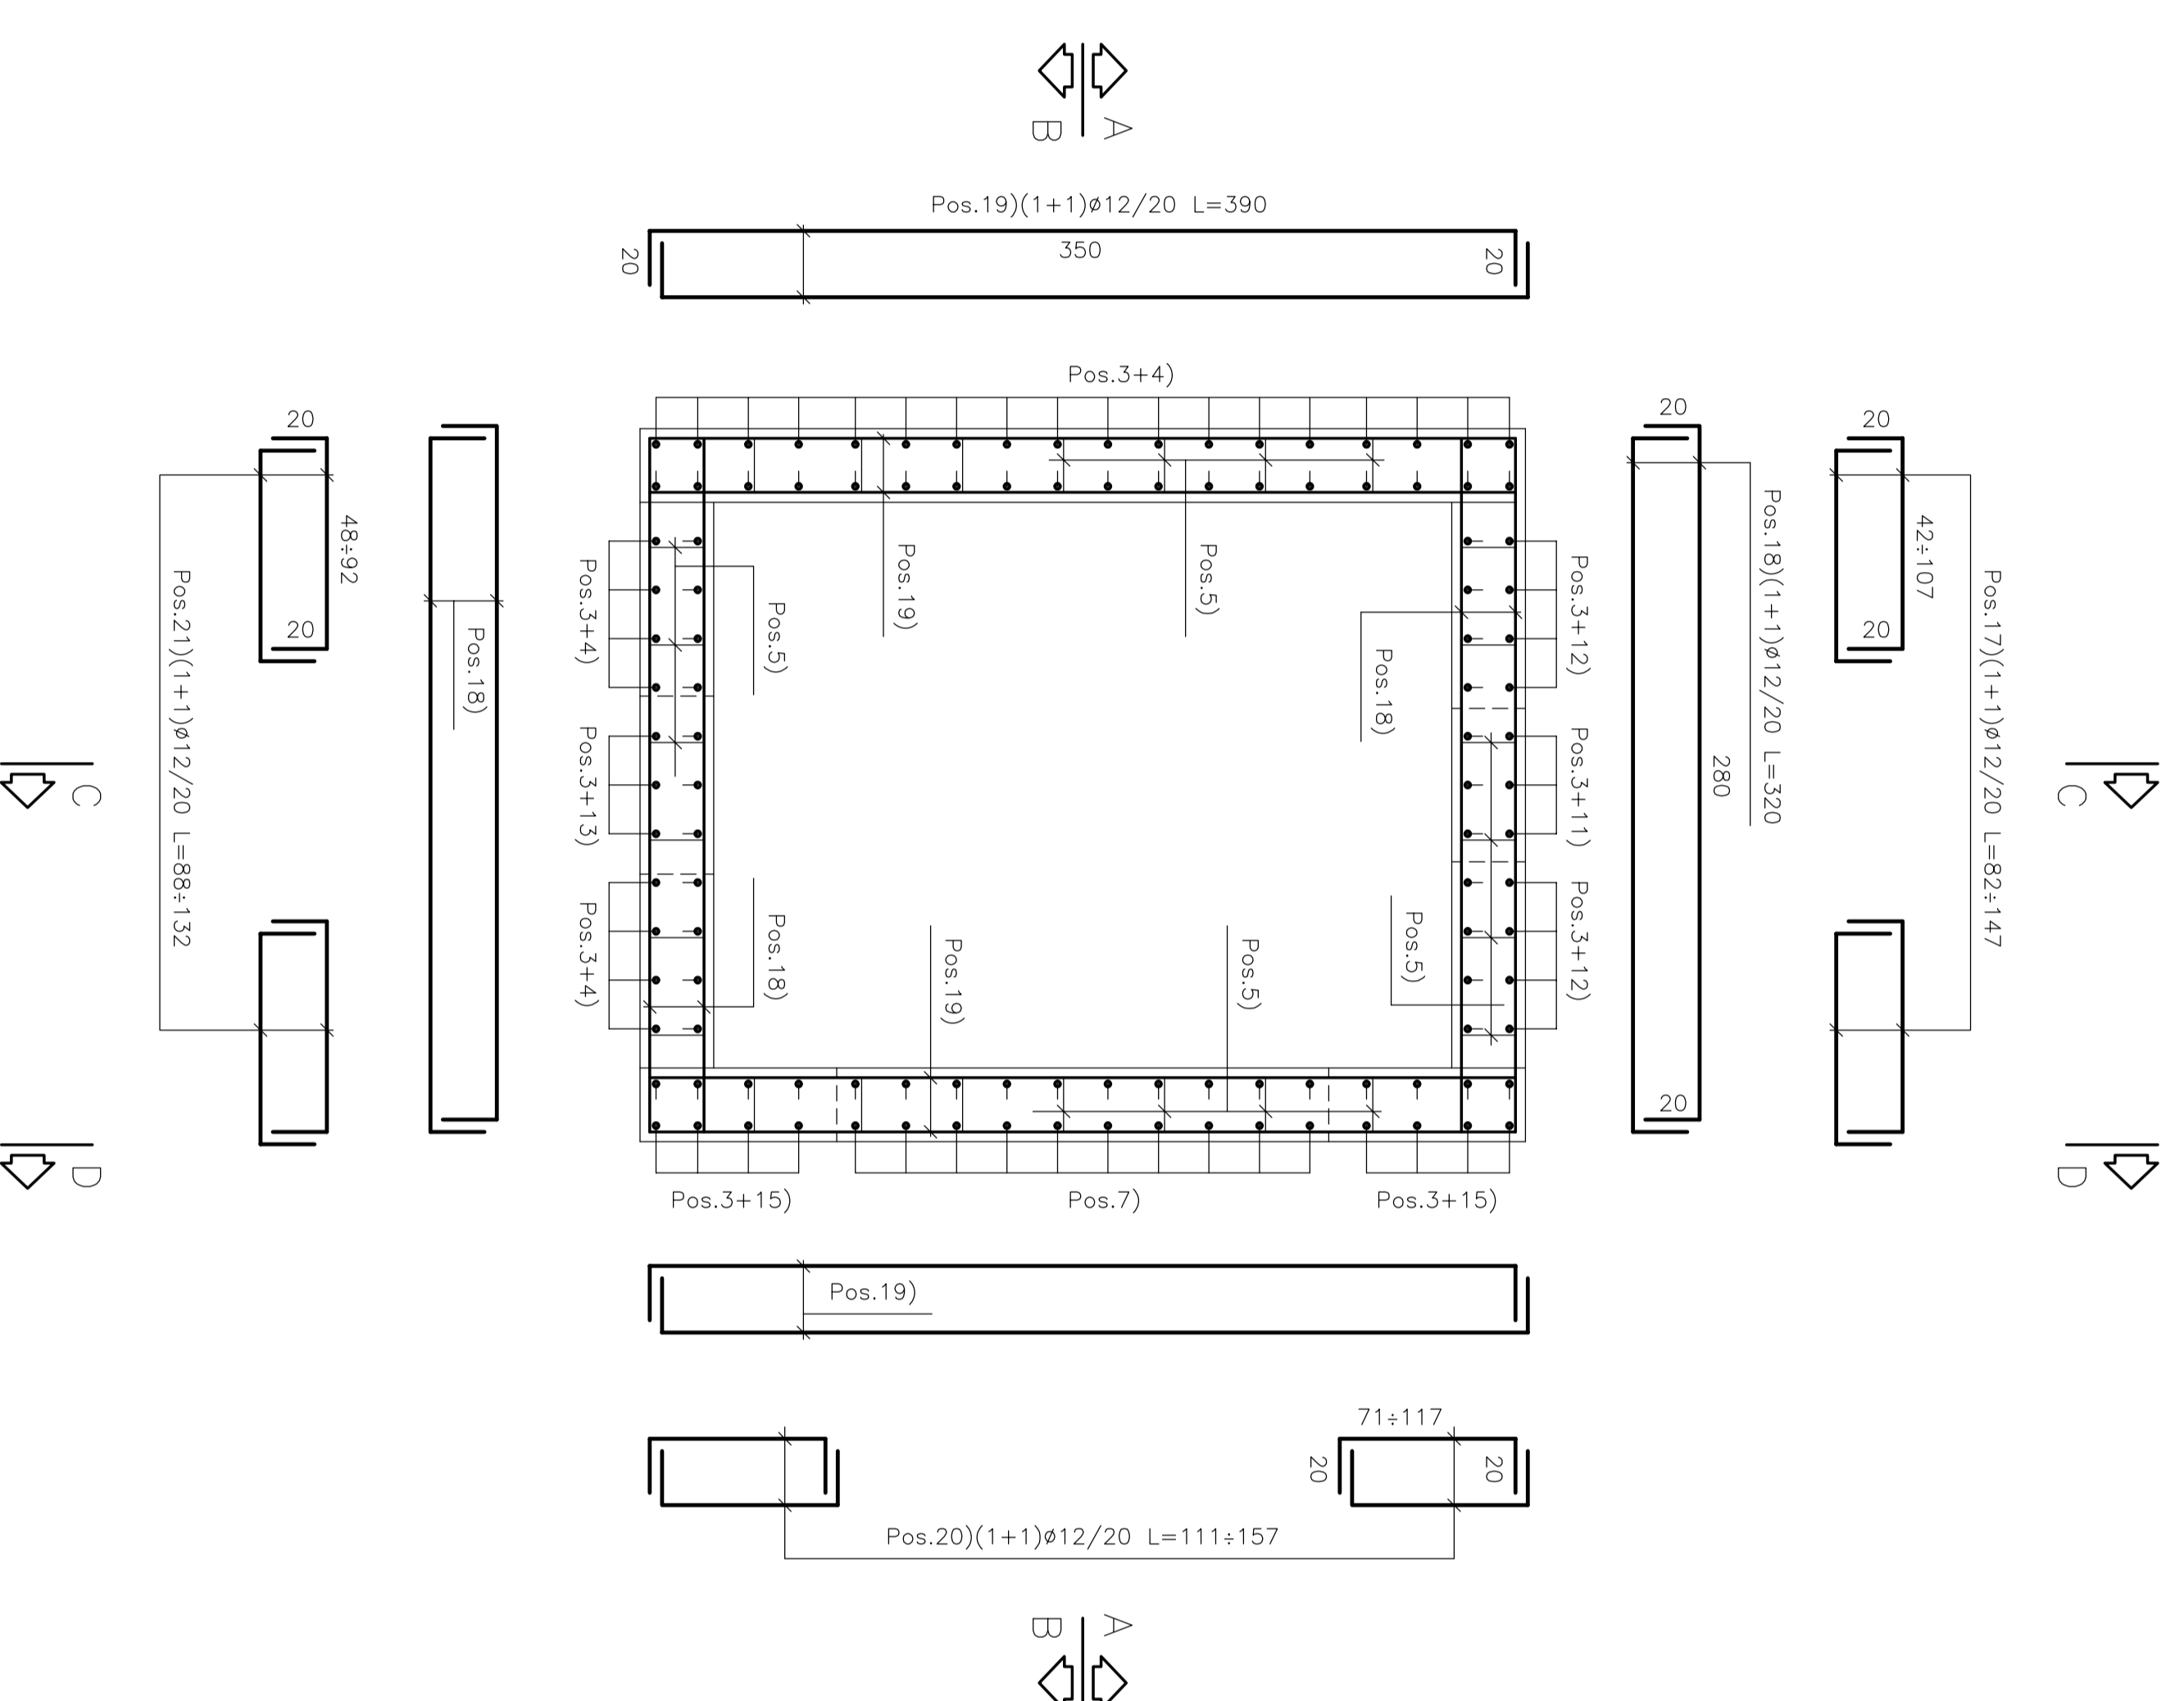 B A
Pos.19)(1+1)ø12/20 L=390
20 350 20
Pos.3+4)
20
48÷92
20
Pos.21)(1+1)ø12/20 L=88÷132
Pos.18)
Pos.3+4)
Pos.3+13)
Pos.3+4)
Pos.5)
Pos.18)
Pos.19)
Pos.19)
Pos.5)
Pos.5)
Pos.18)
Pos.5)
Pos.3+12)
Pos.3+11)
Pos.3+12)
20
280
20
Pos.18)(1+1)ø12/20 L=320
20
42÷107
20
Pos.17)(1+1)ø12/20 L=82÷147
C
C
D
D
Pos.3+15)
Pos.7)
Pos.3+15)
Pos.19)
71÷117
20 20
Pos.20)(1+1)ø12/20 L=111÷157
B A